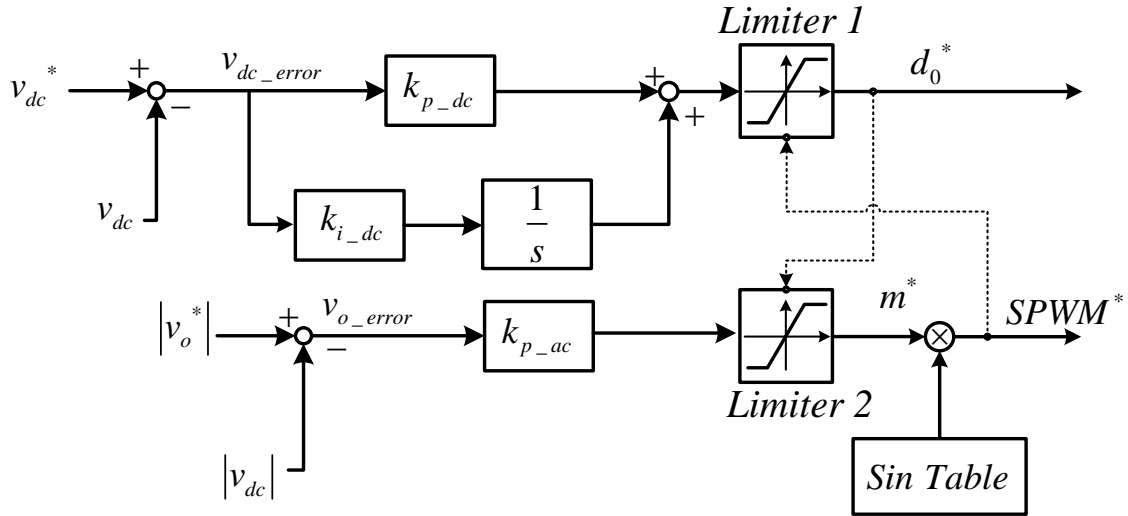 Limiter 1
v_dc^*
+
−
v_dc_error
k_p_dc
+
+
d_0^*
v_dc
k_i_dc
1
s
|v_o^*|
+
−
v_o_error
k_p_ac
m^*
×
SPWM^*
Limiter 2
|v_dc|
Sin Table